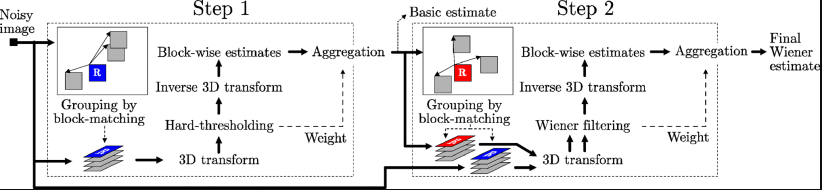 Step 1
Step 2
Noisy
image
R
Grouping by
block-matching
Block-wise estimates
Aggregation
Inverse 3D transform
Hard-thresholding
Weight
3D transform
Basic estimate
R
Grouping by
block-matching
Block-wise estimates
Aggregation
Inverse 3D transform
Wiener filtering
Weight
3D transform
Final
Wiener
estimate